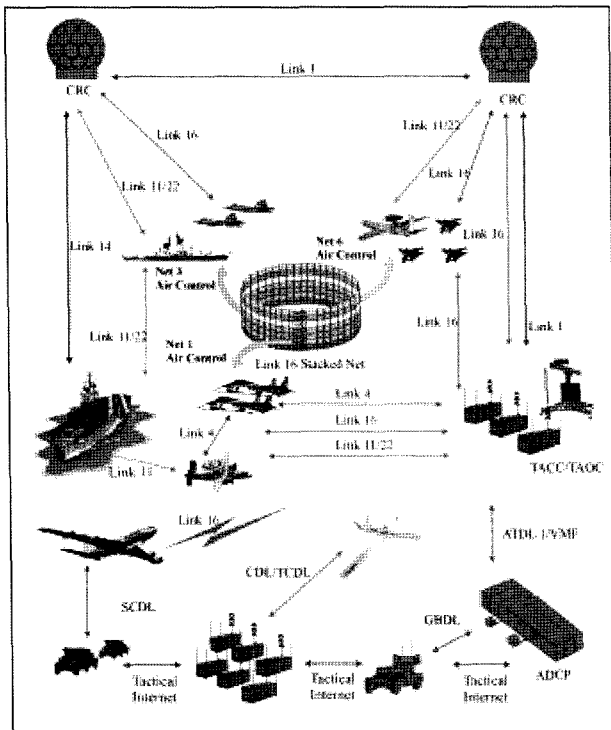 Link 1
CRC
CRC
Link 16
Link 11/22
Link 11/22
Link 16
Link 16
Link 14
Net 6
Air Control
Net 3
Air Control
Link 11/22
Net 1
Air Control
Link 16
Link 1
Link 16 Stacked Net
Link 4
Link 16
Link 4
Link 11/22
Link 11
TACC/TAOC
Link 16
ATDL 1/VMF
CDL/TCDL
SCDL
GBDL
Tactical
Internet
Tactical
Internet
Tactical
Internet
ADCP